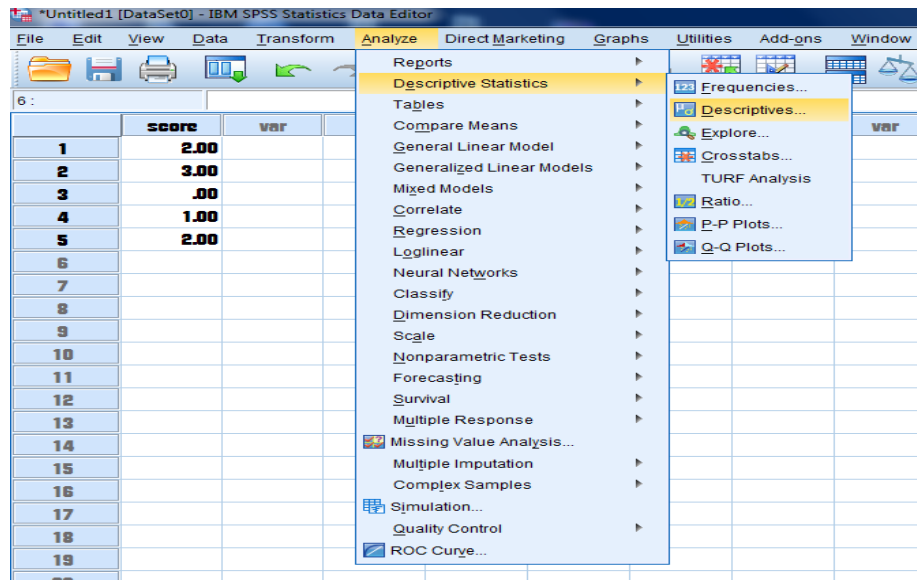 *Untitled1 [DataSet0] - IBM SPSS Statistics Data Editor
File Edit View Data Transform Analyze Direct Marketing Graphs Utilities Add-ons Window
6 :
score var var
1 2.00
2 3.00
3 .00
4 1.00
5 2.00
6
7
8
9
10
11
12
13
14
15
16
17
18
19
Reports
Descriptive Statistics
Tables
Compare Means
General Linear Model
Generalized Linear Models
Mixed Models
Correlate
Regression
Loglinear
Neural Networks
Classify
Dimension Reduction
Scale
Nonparametric Tests
Forecasting
Survival
Multiple Response
Missing Value Analysis...
Multiple Imputation
Complex Samples
Simulation...
Quality Control
ROC Curve...
123 Frequencies...
Descriptives...
Explore...
Crosstabs...
TURF Analysis
1/2 Ratio...
P-P Plots...
Q-Q Plots...